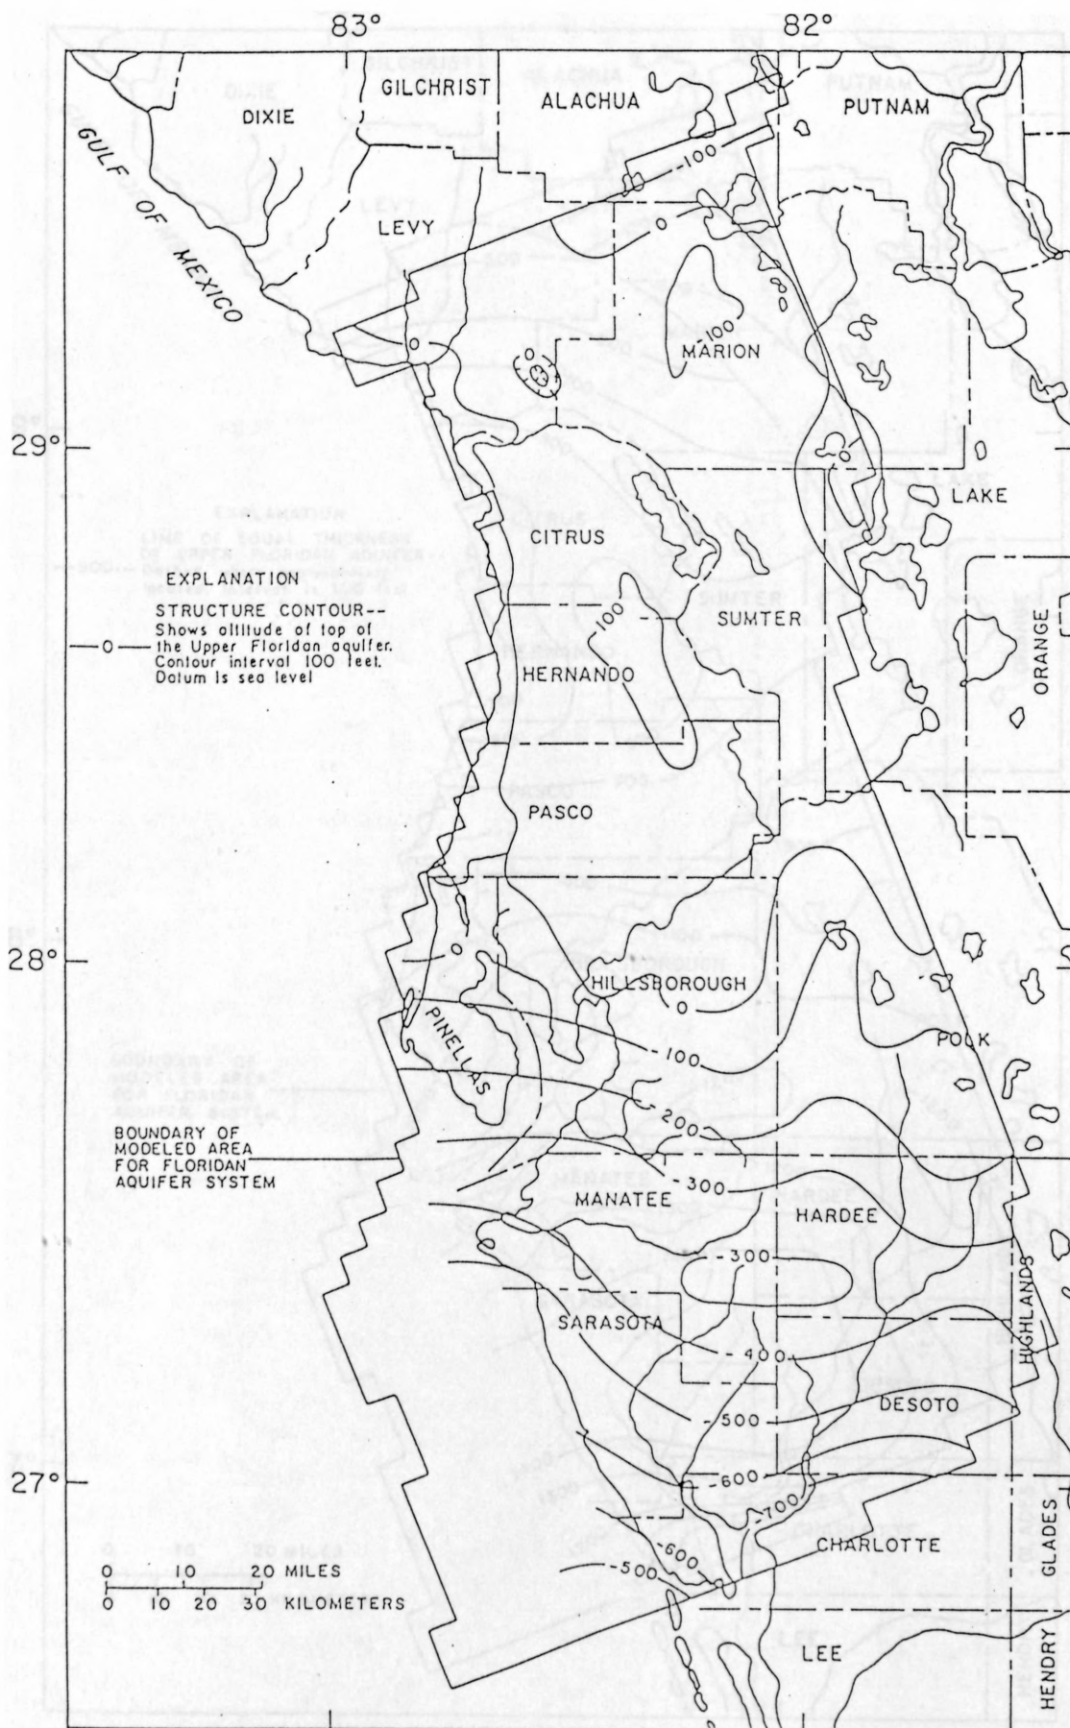 83°
82°
GILCHRIST
ALACHUA
PUTNAM
DIXIE
-100
GULF OF MEXICO
LEVY
0
0
0
-100
MARION
29°
0
LAKE
CITRUS
EXPLANATION
STRUCTURE CONTOUR--
Shows altitude of top of
—0— the Upper Floridan aquifer.
Contour interval 100 feet.
Datum is sea level
100
SUMTER
HERNANDO
ORANGE
PASCO
28°
0
HILLSBOROUGH
0
PINELLAS
-100
POLK
-200
BOUNDARY OF
MODELED AREA
FOR FLORIDAN
AQUIFER SYSTEM
-300
MANATEE
HARDEE
-300
HIGHLANDS
SARASOTA
-400
DESOTO
-500
27°
-600
-700
CHARLOTTE
GLADES
-600
-500
0 10 20 MILES
0 10 20 30 KILOMETERS
LEE
HENDRY